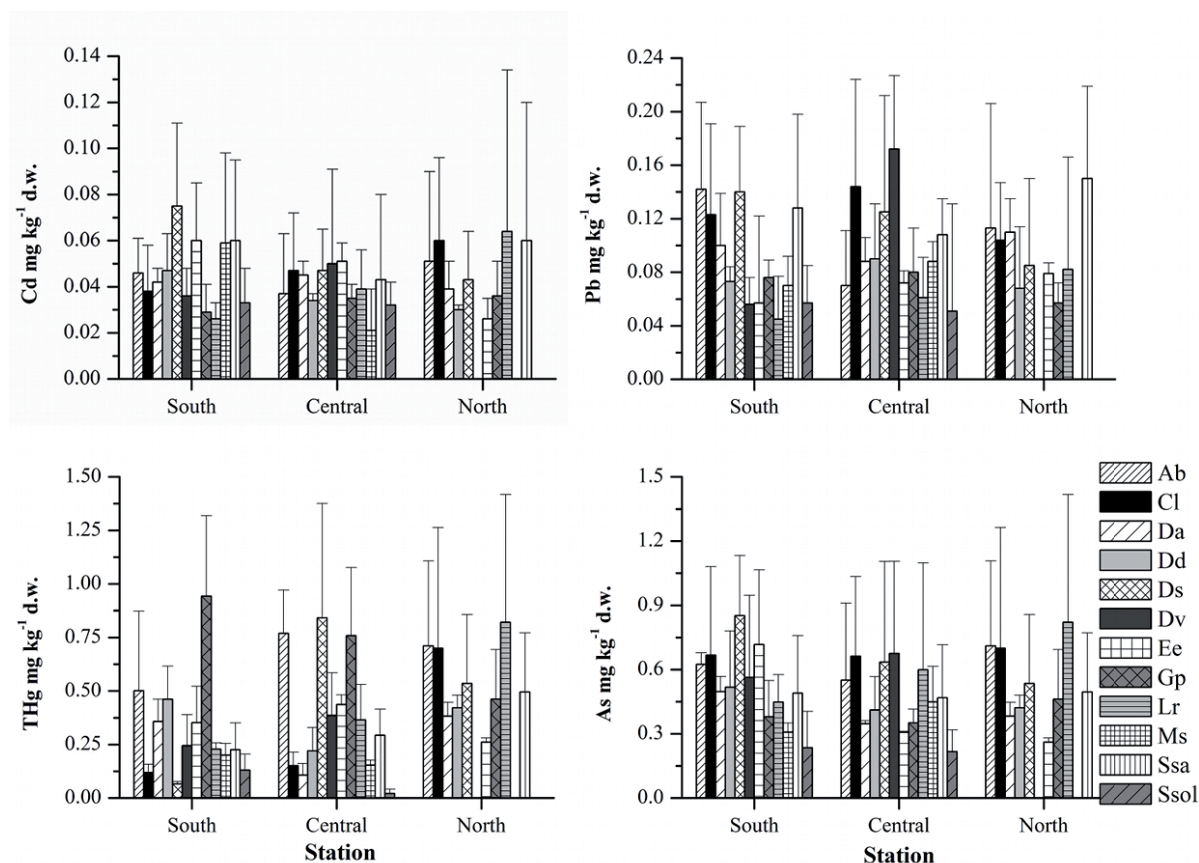 0.14
0.12
0.10
0.08
0.06
0.04
0.02
0.00
Cd mg kg⁻¹ d.w.
South Central North
0.24
0.20
0.16
0.12
0.08
0.04
0.00
Pb mg kg⁻¹ d.w.
South Central North
1.50
1.25
1.00
0.75
0.50
0.25
0.00
THg mg kg⁻¹ d.w.
South Central North
Station
1.5
1.2
0.9
0.6
0.3
0.0
As mg kg⁻¹ d.w.
South Central North
Station
Ab
Cl
Da
Dd
Ds
Dv
Ee
Gp
Lr
Ms
Ssa
Ssol